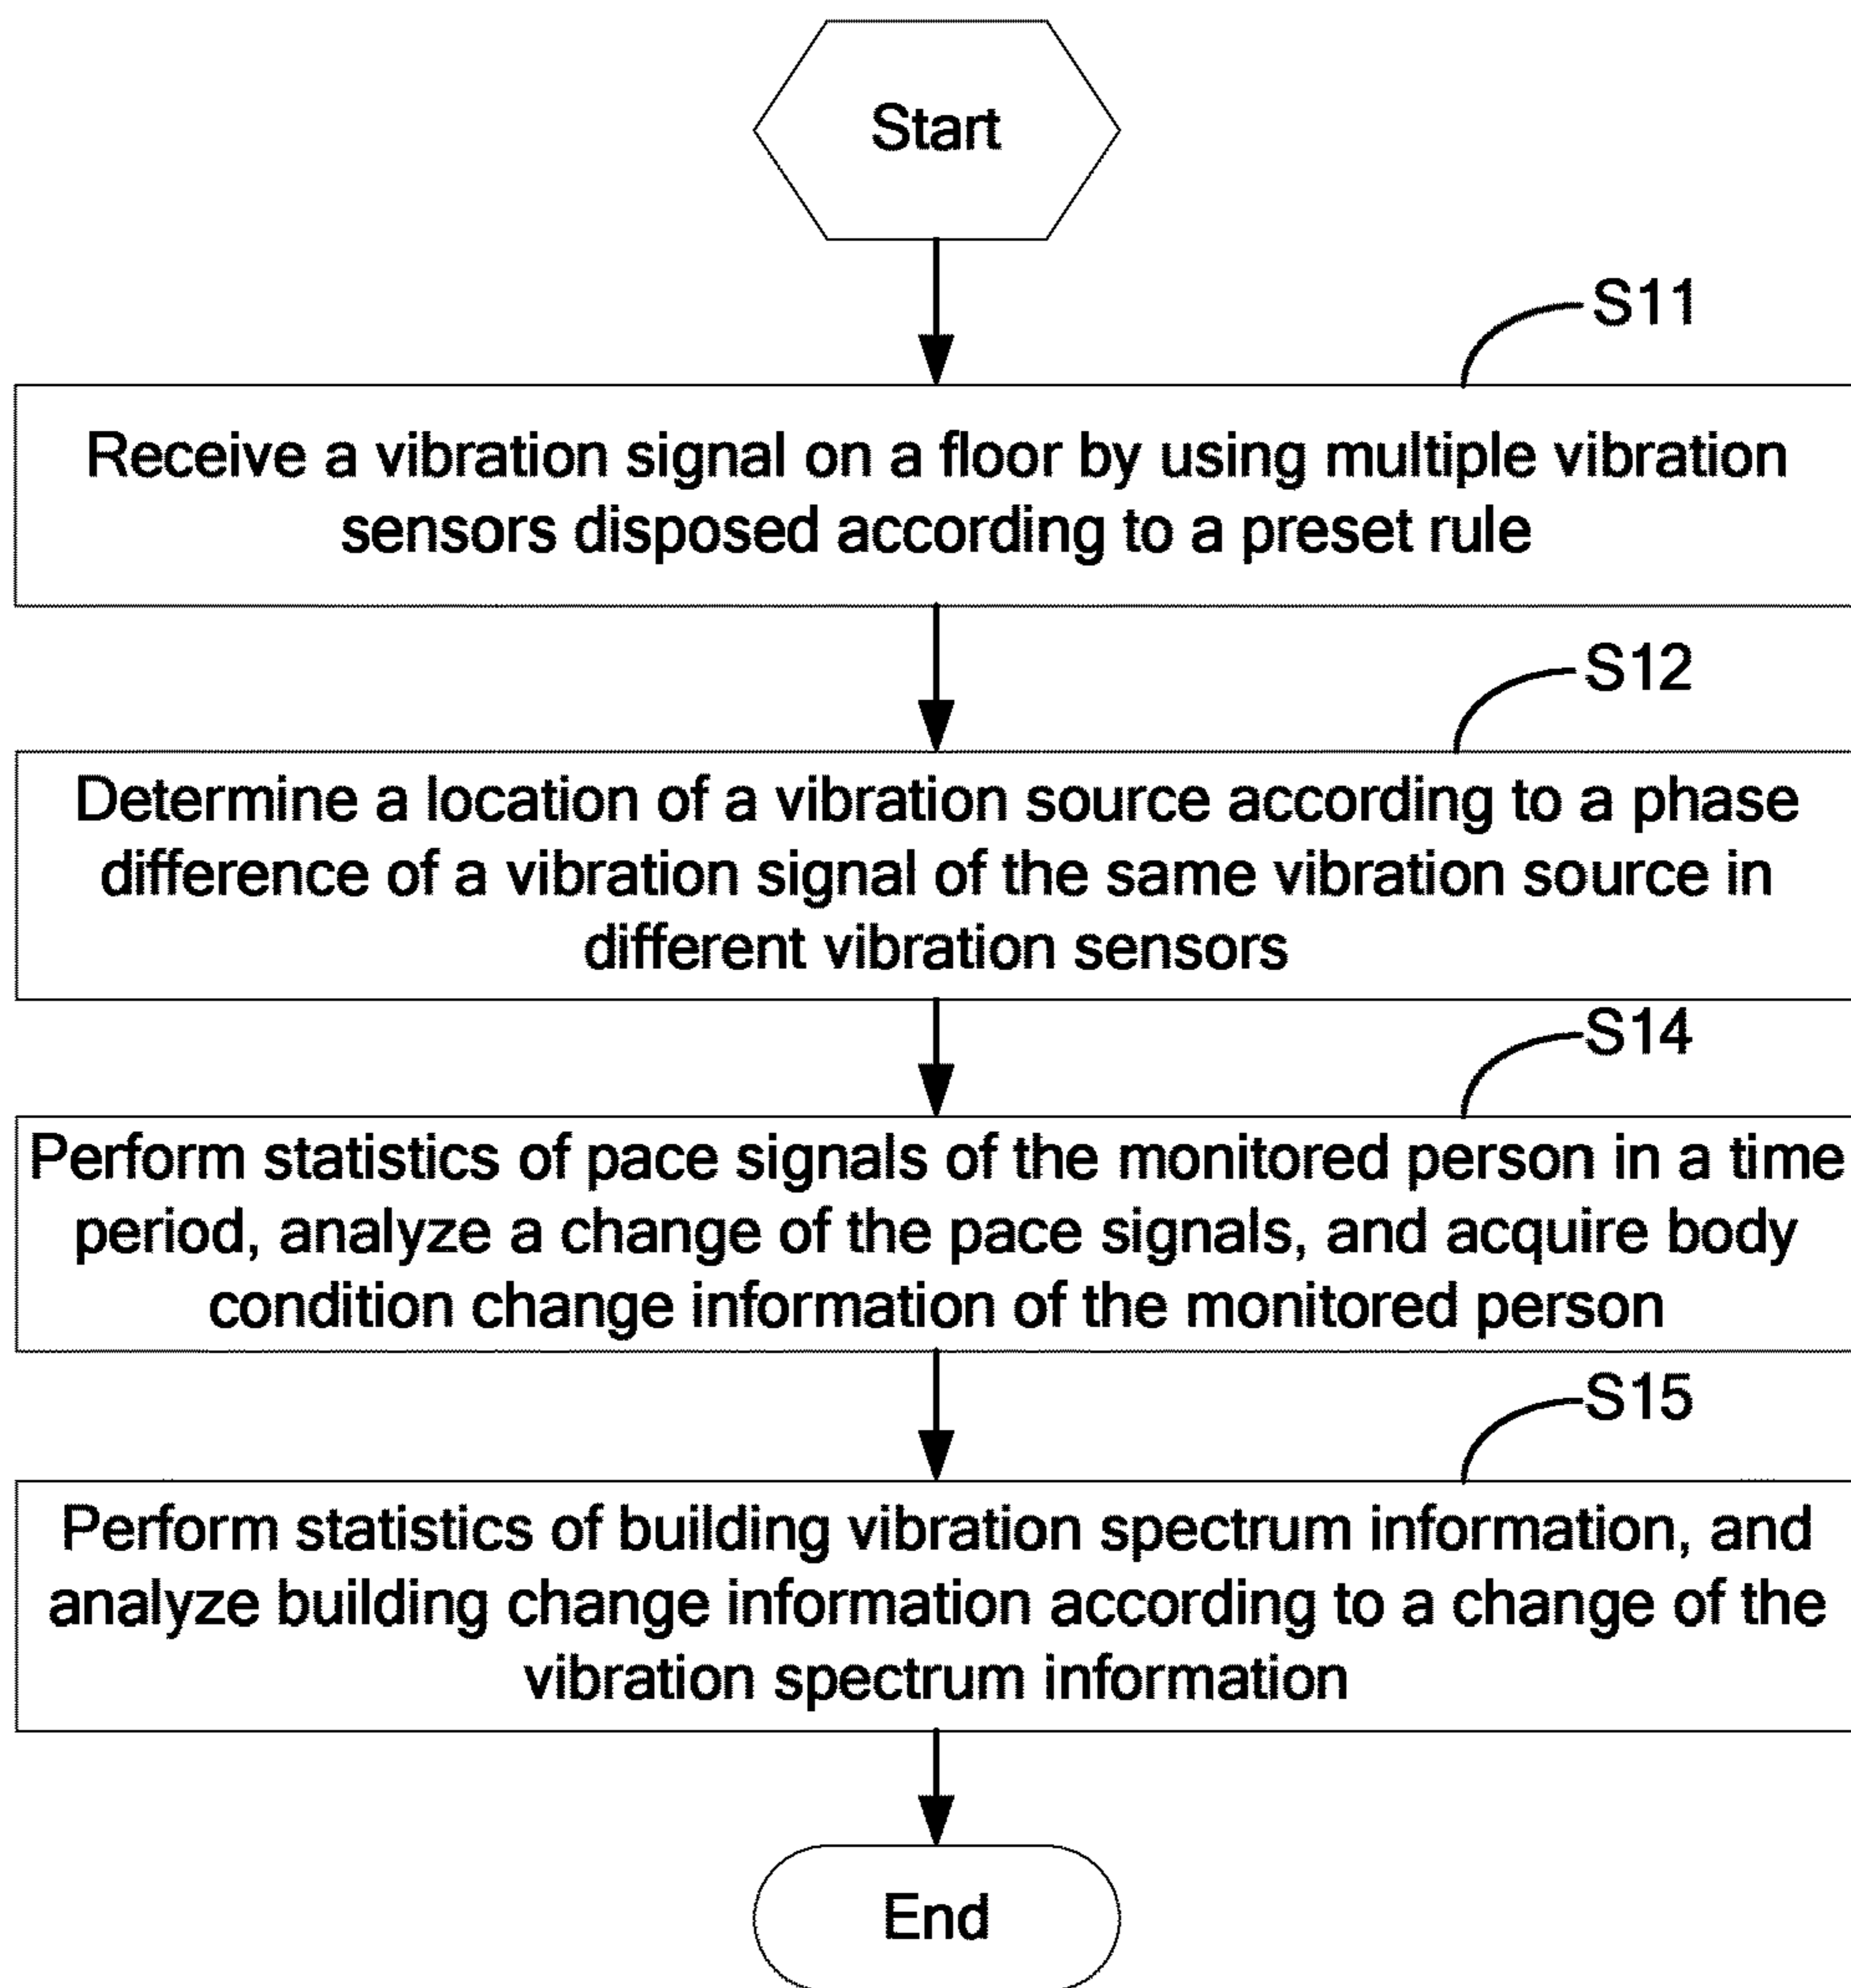 Start
S11
Receive a vibration signal on a floor by using multiple vibration
sensors disposed according to a preset rule
S12
Determine a location of a vibration source according to a phase
difference of a vibration signal of the same vibration source in
different vibration sensors
S14
Perform statistics of pace signals of the monitored person in a time
period, analyze a change of the pace signals, and acquire body
condition change information of the monitored person
S15
Perform statistics of building vibration spectrum information, and
analyze building change information according to a change of the
vibration spectrum information
End